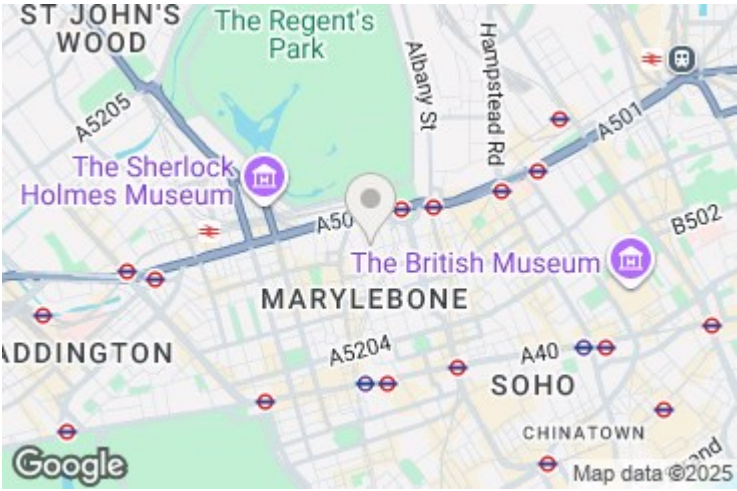 ST JOHN'S
WOOD
The Regent's
Park
Albany St
Hampstead Rd
A5205
A501
The Sherlock
Holmes Museum
A50
B502
The British Museum
MARYLEBONE
ADDINGTON
A5204
A40
SOHO
CHINATOWN
Strand
Google
Map data ©2025